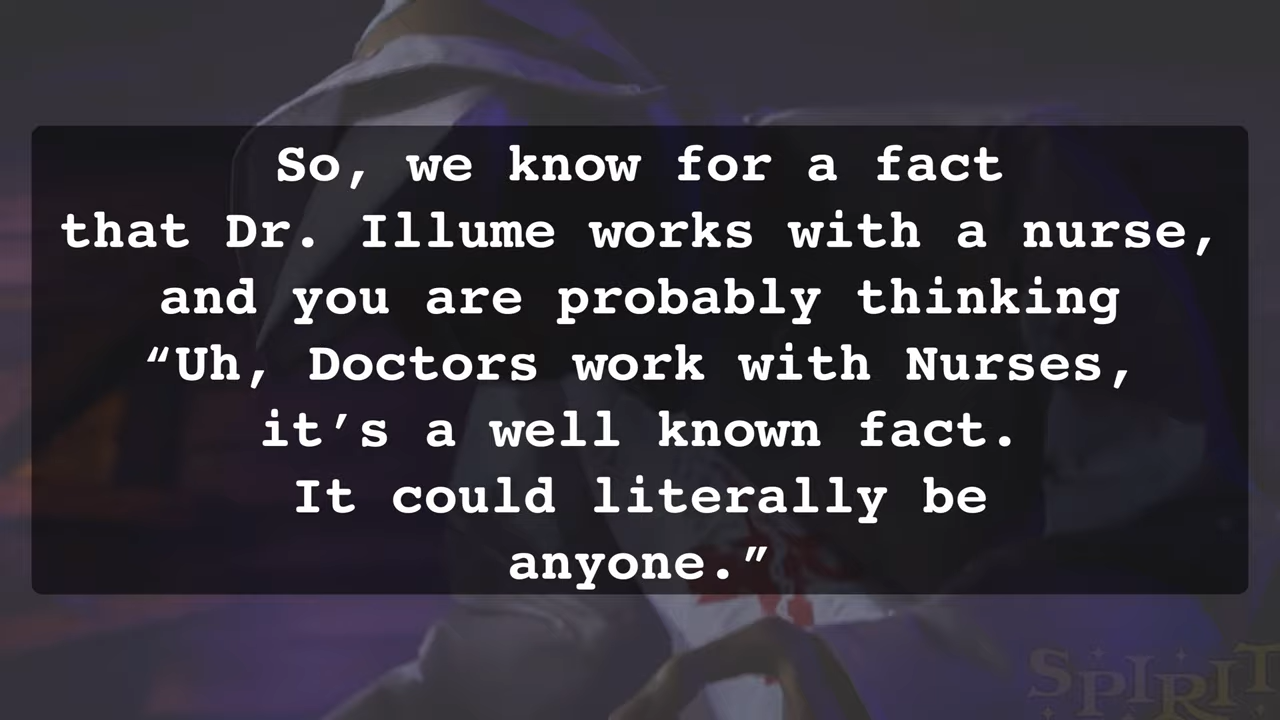 So, we know for a fact
that Dr. Illume works with a nurse,
and you are probably thinking
“Uh, Doctors work with Nurses,
it’s a well known fact.
It could literally be
anyone.”
SPIRIT